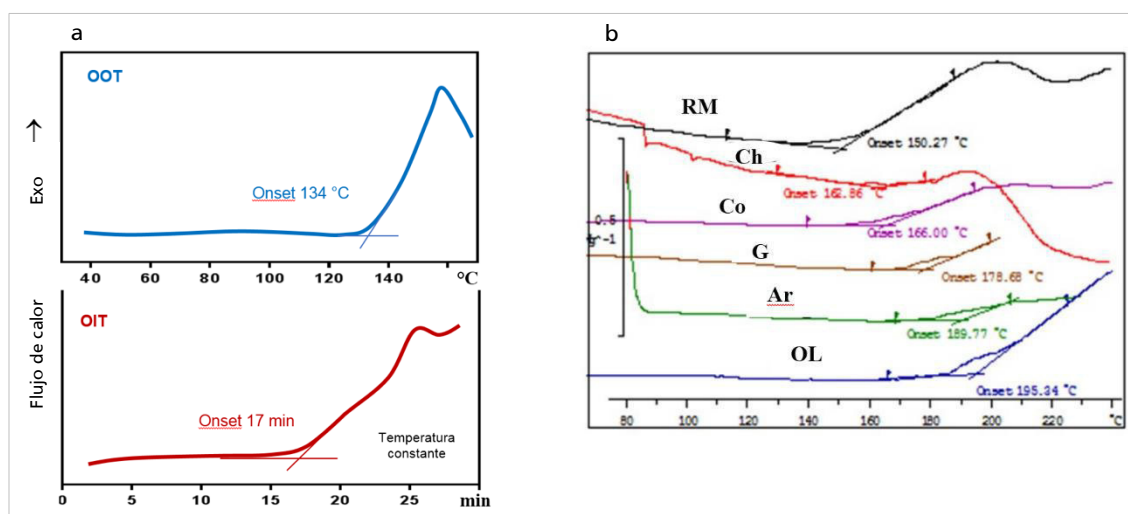 a
OOT
Exo →
Onset 134 °C
40 60 80 100 120 140 °C
OIT
Flujo de calor
Onset 17 min
Temperatura
constante
0 5 10 15 20 25 min
b
RM
Onset 150.27 °C
Ch
Onset 162.86 °C
Co
Onset 166.00 °C
0.5
G
Onset 178.68 °C
Ar
Onset 189.77 °C
OL
Onset 195.34 °C
80 100 120 140 160 180 200 220 °C